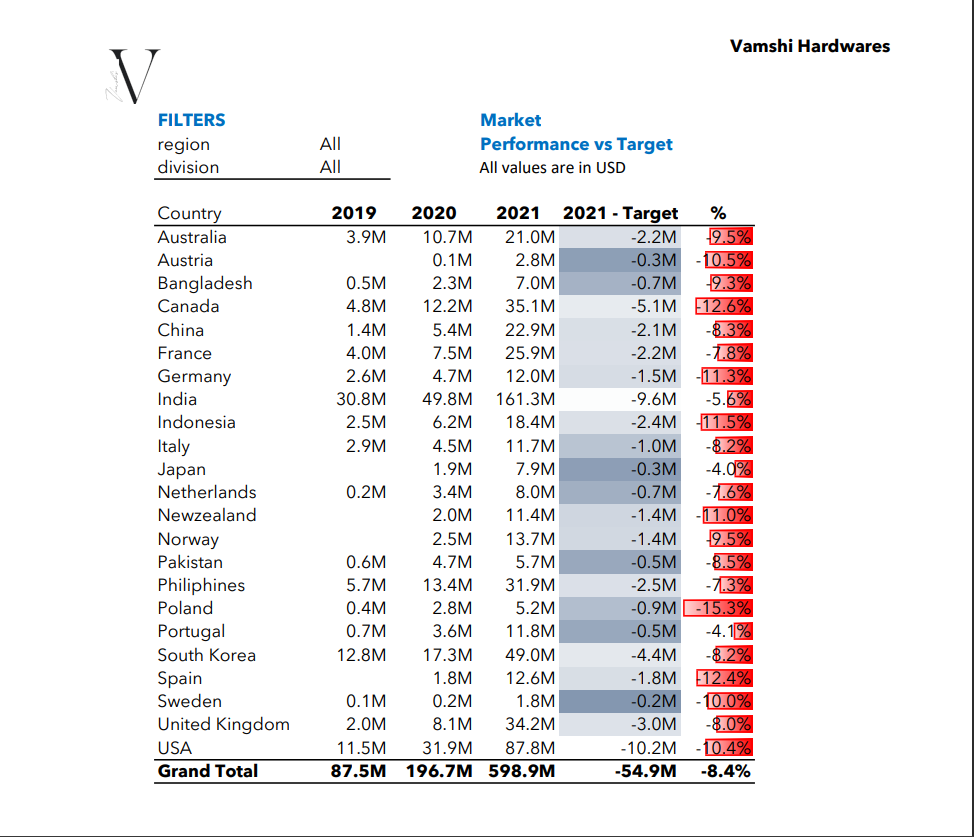 Vamshi Hardwares
V
FILTERS
region All
division All
Market
Performance vs Target
All values are in USD
Country 2019 2020 2021 2021 - Target %
Australia 3.9M 10.7M 21.0M -2.2M -9.5%
Austria 0.1M 2.8M -0.3M -10.5%
Bangladesh 0.5M 2.3M 7.0M -0.7M -9.3%
Canada 4.8M 12.2M 35.1M -5.1M -12.6%
China 1.4M 5.4M 22.9M -2.1M -8.3%
France 4.0M 7.5M 25.9M -2.2M -7.8%
Germany 2.6M 4.7M 12.0M -1.5M -11.3%
India 30.8M 49.8M 161.3M -9.6M -5.6%
Indonesia 2.5M 6.2M 18.4M -2.4M -11.5%
Italy 2.9M 4.5M 11.7M -1.0M -8.2%
Japan 1.9M 7.9M -0.3M -4.0%
Netherlands 0.2M 3.4M 8.0M -0.7M -7.6%
Newzealand 2.0M 11.4M -1.4M -11.0%
Norway 2.5M 13.7M -1.4M -9.5%
Pakistan 0.6M 4.7M 5.7M -0.5M -8.5%
Philiphines 5.7M 13.4M 31.9M -2.5M -7.3%
Poland 0.4M 2.8M 5.2M -0.9M -15.3%
Portugal 0.7M 3.6M 11.8M -0.5M -4.1%
South Korea 12.8M 17.3M 49.0M -4.4M -8.2%
Spain 1.8M 12.6M -1.8M -12.4%
Sweden 0.1M 0.2M 1.8M -0.2M -10.0%
United Kingdom 2.0M 8.1M 34.2M -3.0M -8.0%
USA 11.5M 31.9M 87.8M -10.2M -10.4%
Grand Total 87.5M 196.7M 598.9M -54.9M -8.4%